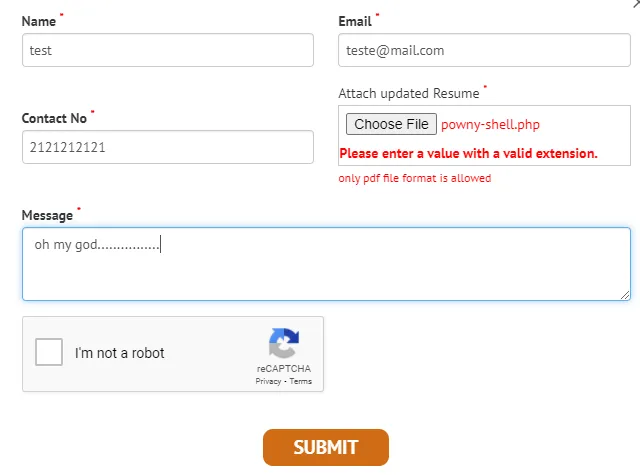 Name *
test
Email *
teste@mail.com
Contact No *
2121212121
Attach updated Resume *
Choose File powny-shell.php
Please enter a value with a valid extension.
only pdf file format is allowed
Message *
oh my god................
I'm not a robot
reCAPTCHA
Privacy - Terms
SUBMIT